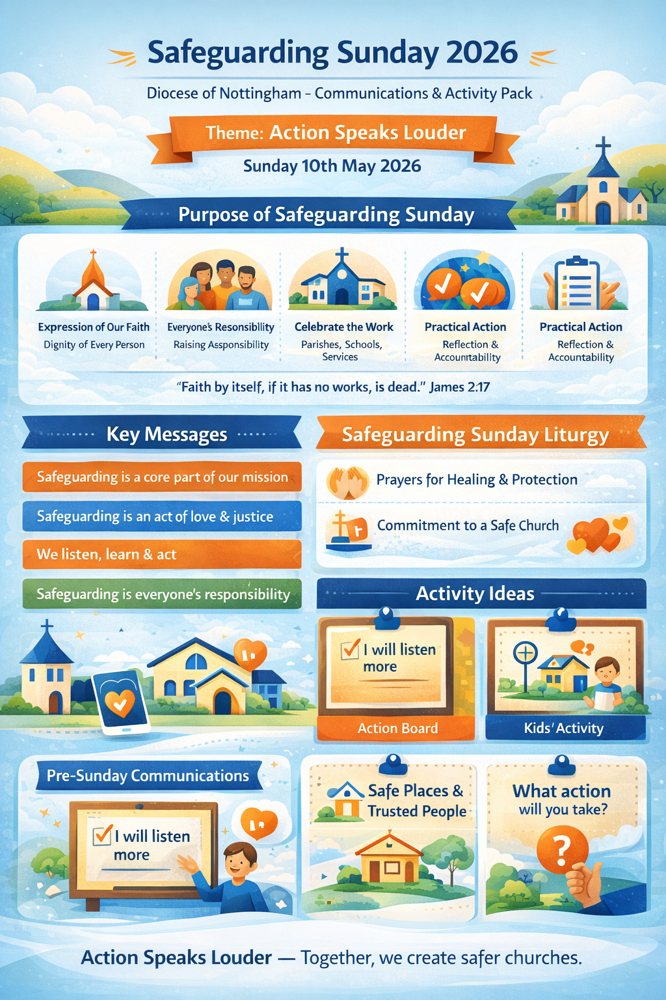 Safeguarding Sunday 2026
Diocese of Nottingham - Communications & Activity Pack
Theme: Action Speaks Louder
Sunday 10th May 2026
Purpose of Safeguarding Sunday
Expression of Our Faith
Dignity of Every Person
Everyone's Resonsibility
Raising Assponsibility
Celebrate the Work
Parishes, Schools,
Services
Practical Action
Reflection &
Accounrtability
Practical Action
Reflection &
Accountability
“Faith by itself, if it has no works, is dead.” James 2:17
Key Messages
Safeguarding is a core part of our mission
Safeguarding is an act of love & justice
We listen, learn & act
Safeguarding is everyone's responsibility
Safeguarding Sunday Liturgy
Prayers for Healing & Protection
Commitment to a Safe Church
Activity Ideas
I will listen
more
Action Board
Kids' Activity
Pre-Sunday Communications
I will listen
more
Safe Places &
Trusted People
What action
will you take?
?
Action Speaks Louder — Together, we create safer churches.